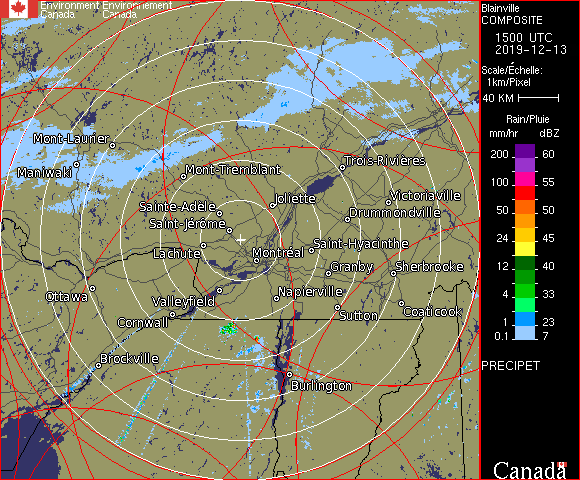 Environment Environnement
Canada Canada
Blainville
COMPOSITE
1500 UTC
2019-12-13
Scale/Échelle:
1km/Pixel
40 KM
Rain/Pluie
mm/hr dBZ
200 60
100 55
50 50
24 45
12 40
4 33
1 23
0.1 7
PRECIPET
Mont-Laurier
Maniwaki
Mont-Tremblant
Trois-Rivières
Joliette
Victoriaville
Sainte-Adèle
Drummondville
Saint-Jérôme
Lachute
Montréal
Saint-Hyacinthe
Granby
Sherbrooke
Ottawa
Valleyfield
Napierville
Cornwall
Sutton
Coaticook
Brockville
Burlington
Canada